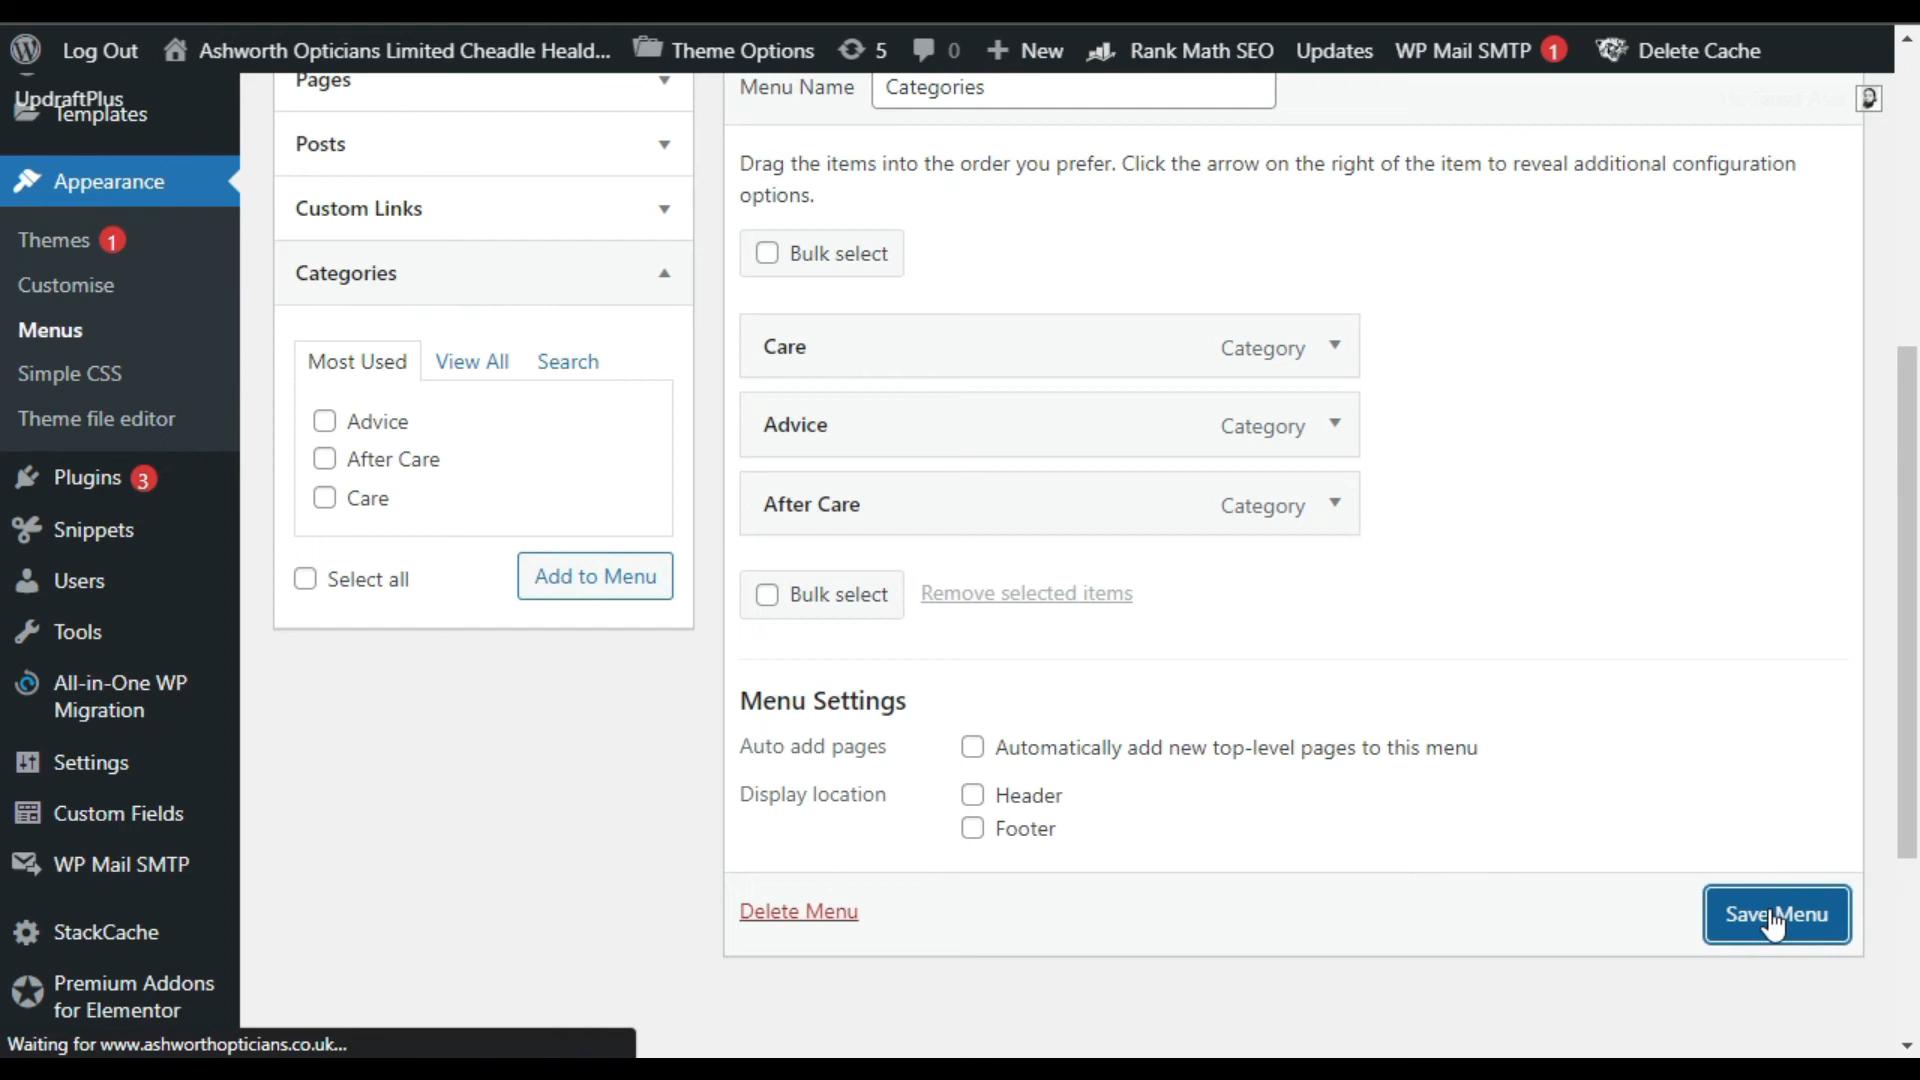 Log Out Ashworth Opticians Limited Cheadle Heald... Theme Options 5 0 New Rank Math SEO Updates WP Mail SMTP 1 Delete Cache
UpdraftPlus
Templates
Appearance
Themes 1
Customise
Menus
Simple CSS
Theme file editor
Plugins 3
Snippets
Users
Tools
All-in-One WP
Migration
Settings
Custom Fields
WP Mail SMTP
StackCache
Premium Addons
for Elementor
Waiting for www.ashworthopticians.co.uk...
Pages
Posts
Custom Links
Categories
Most Used View All Search
Advice
After Care
Care
Select all Add to Menu
Menu Name Categories
Drag the items into the order you prefer. Click the arrow on the right of the item to reveal additional configuration
options.
Bulk select
Care Category
Advice Category
After Care Category
Bulk select Remove selected items
Menu Settings
Auto add pages Automatically add new top-level pages to this menu
Display location Header
Footer
Delete Menu Save Menu